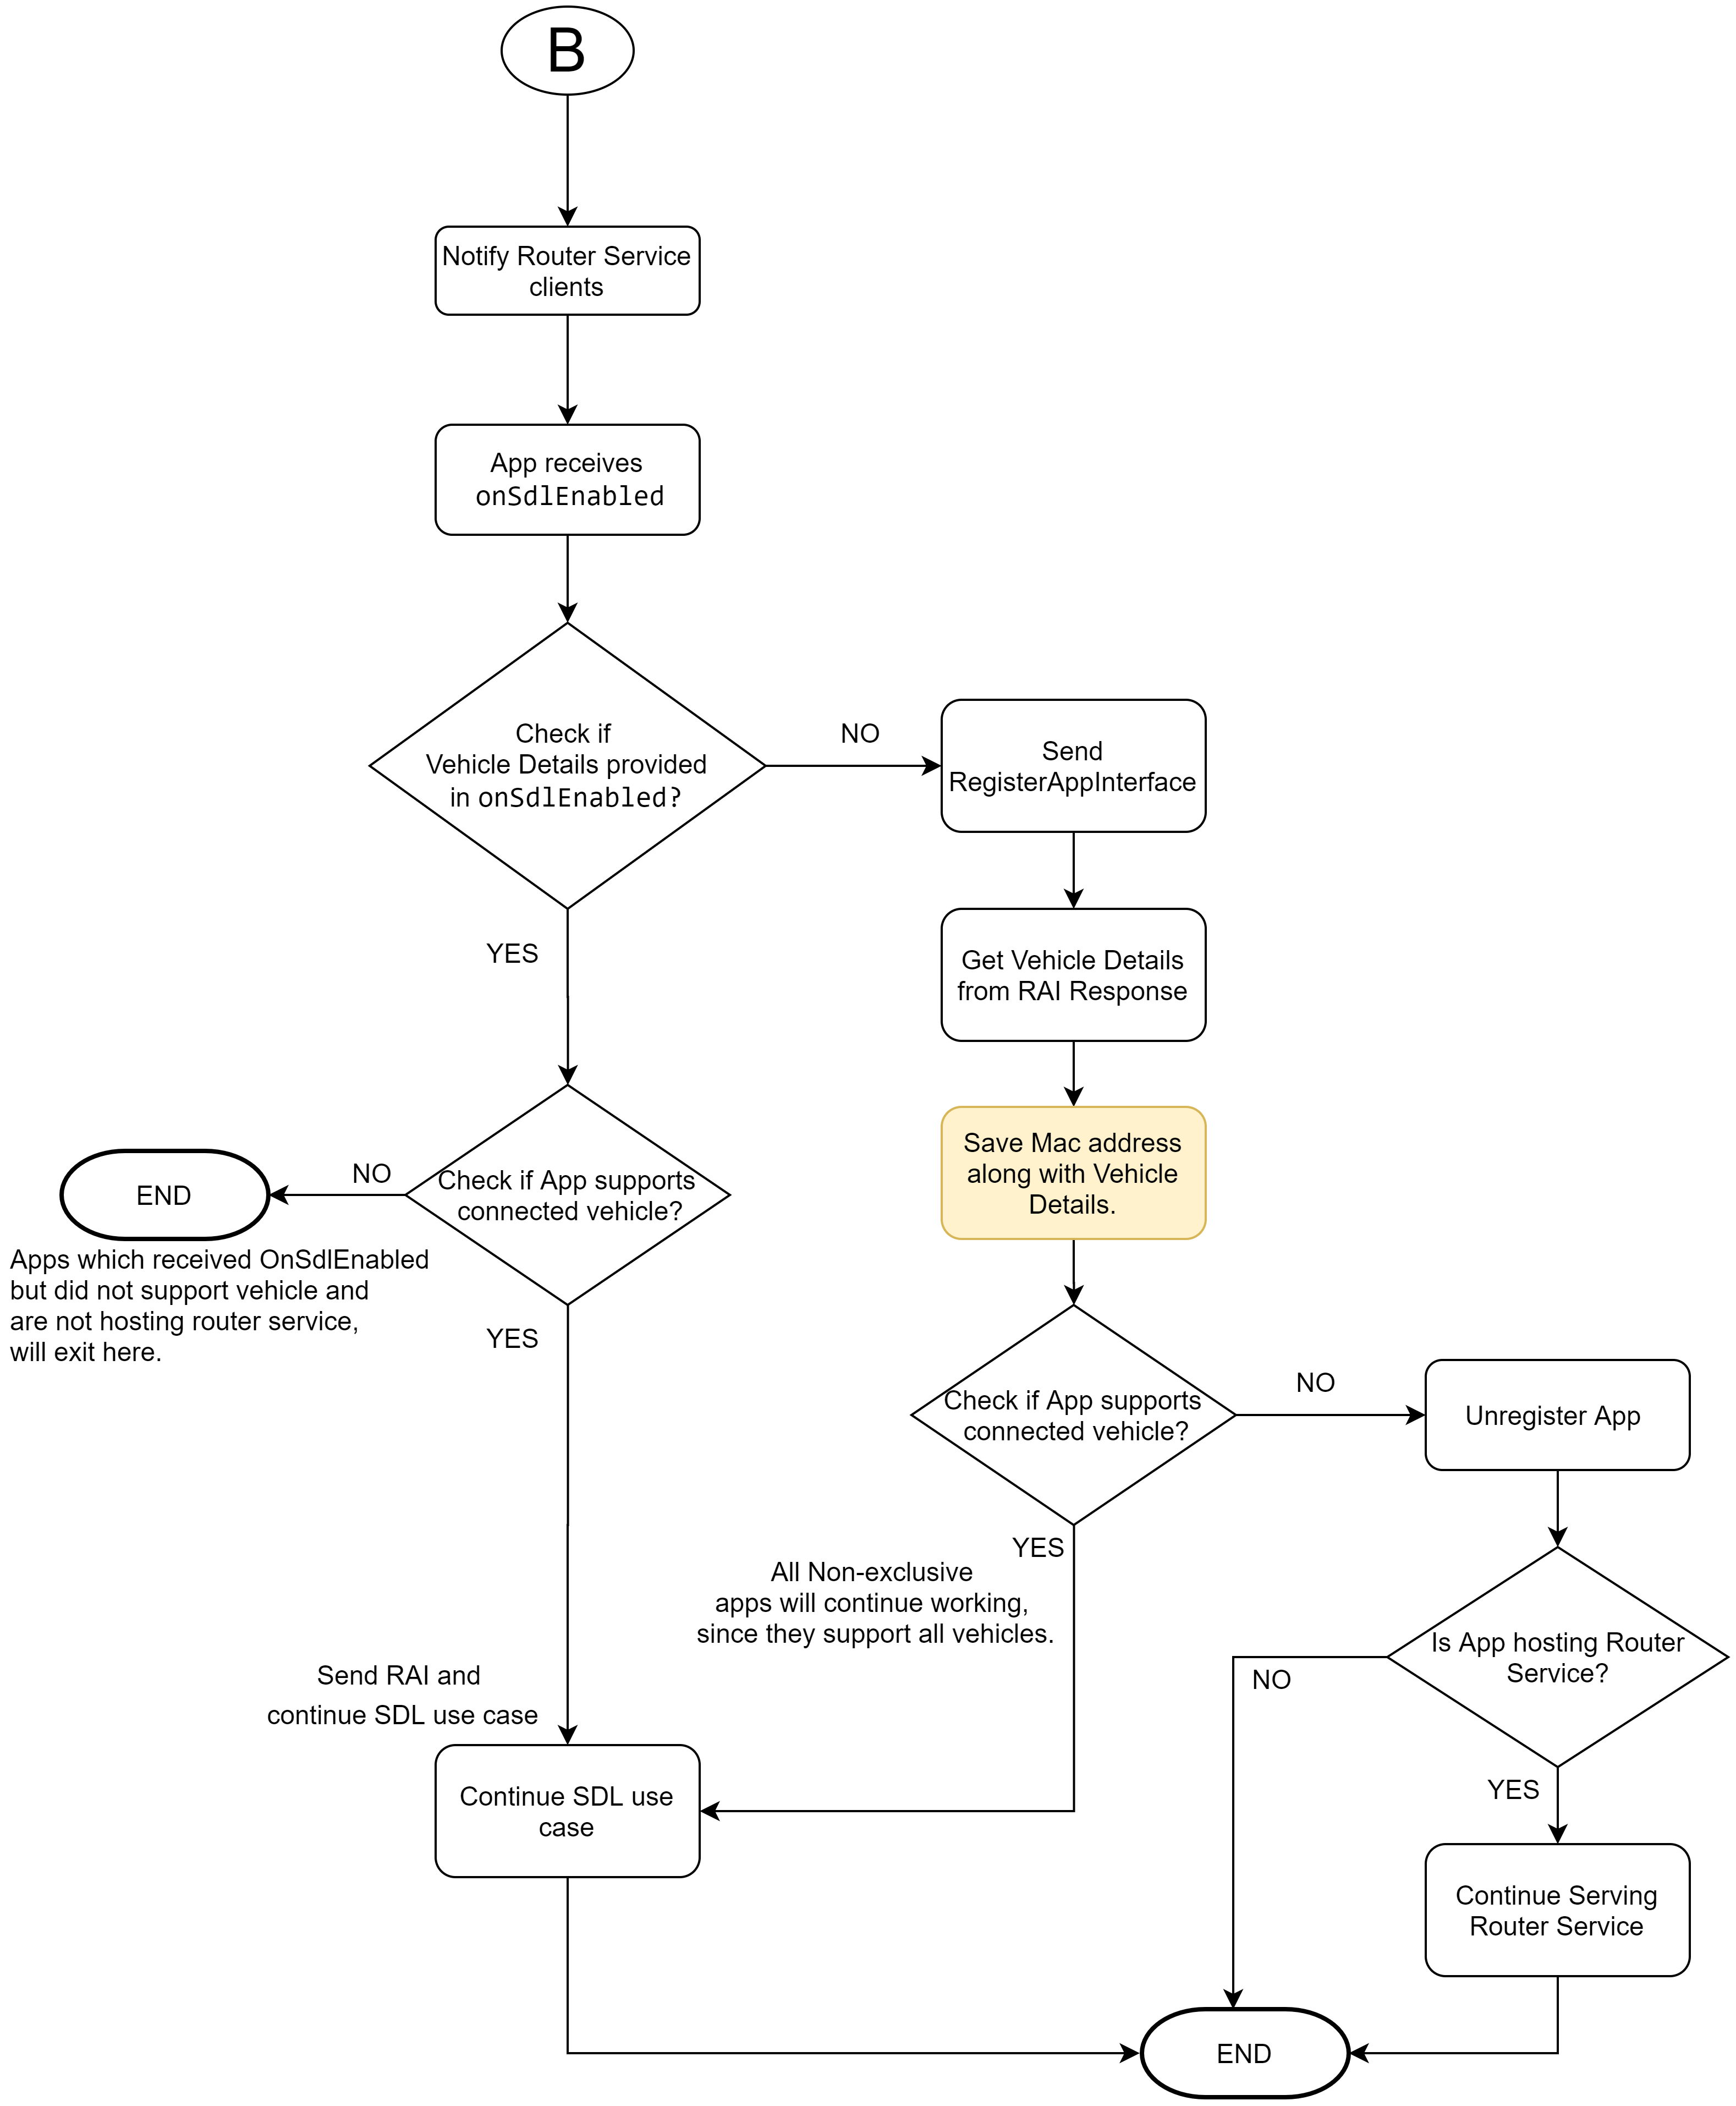 B
Notify Router Service
clients
App receives
onSdlEnabled
Check if
Vehicle Details provided
in onSdlEnabled?
NO
Send
RegisterAppInterface
YES
Get Vehicle Details
from RAI Response
Save Mac address
along with Vehicle
Details.
Check if App supports
connected vehicle?
NO
END
Apps which received OnSdlEnabled
but did not support vehicle and
are not hosting router service,
will exit here.
YES
Check if App supports
connected vehicle?
NO
Unregister App
YES
All Non-exclusive
apps will continue working,
since they support all vehicles.
Is App hosting Router
Service?
NO
YES
Send RAI and
continue SDL use case
Continue SDL use
case
Continue Serving
Router Service
END